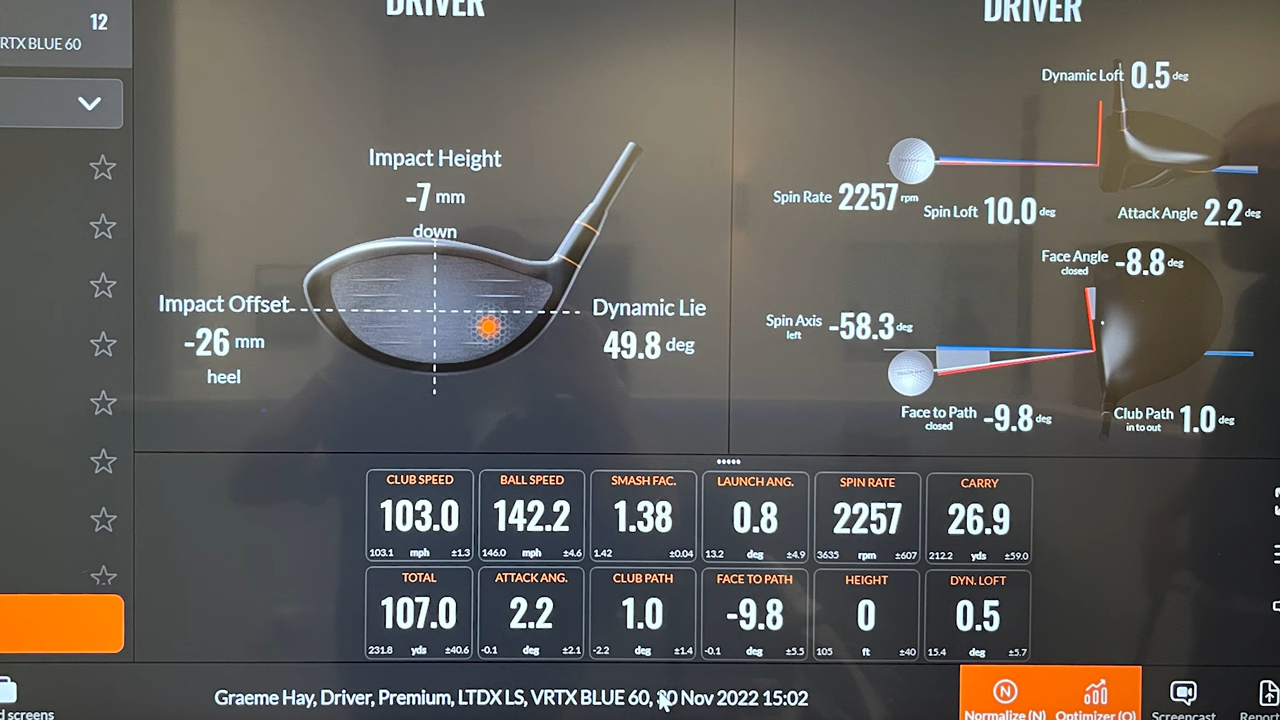 DRIVER
DRIVER
12
RTX BLUE 60
Dynamic Loft 0.5 deg
Impact Height
-7 mm
down
Spin Rate 2257 rpm
Spin Loft 10.0 deg
Attack Angle 2.2 deg
Face Angle -8.8 deg
closed
Impact Offset
-26 mm
heel
Dynamic Lie
49.8 deg
Spin Axis -58.3 deg
left
Face to Path -9.8 deg
closed
Club Path 1.0 deg
in to out
CLUB SPEED
103.0
103.1 mph ±1.3
BALL SPEED
142.2
146.0 mph ±4.6
SMASH FAC.
1.38
1.42 ±0.04
LAUNCH ANG.
0.8
13.2 deg ±4.9
SPIN RATE
2257
3635 rpm ±607
CARRY
26.9
212.2 yds ±59.0
TOTAL
107.0
231.8 yds ±40.6
ATTACK ANG.
2.2
-0.1 deg ±2.1
CLUB PATH
1.0
-2.2 deg ±1.4
FACE TO PATH
-9.8
-0.1 deg ±5.5
HEIGHT
0
105 ft ±40
DYN. LOFT
0.5
15.4 deg ±5.7
Graeme Hay, Driver, Premium, LTDX LS, VRTX BLUE 60, 30 Nov 2022 15:02
d screens
N
Normalize (N)
Optimizer (O)
Screencast
Repor